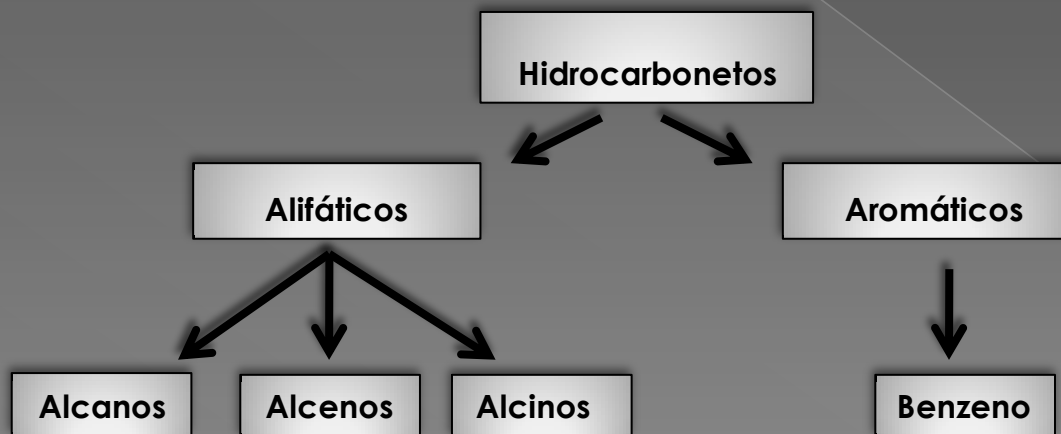 Hidrocarbonetos
Alifáticos
Aromáticos
Alcanos
Alcenos
Alcinos
Benzeno